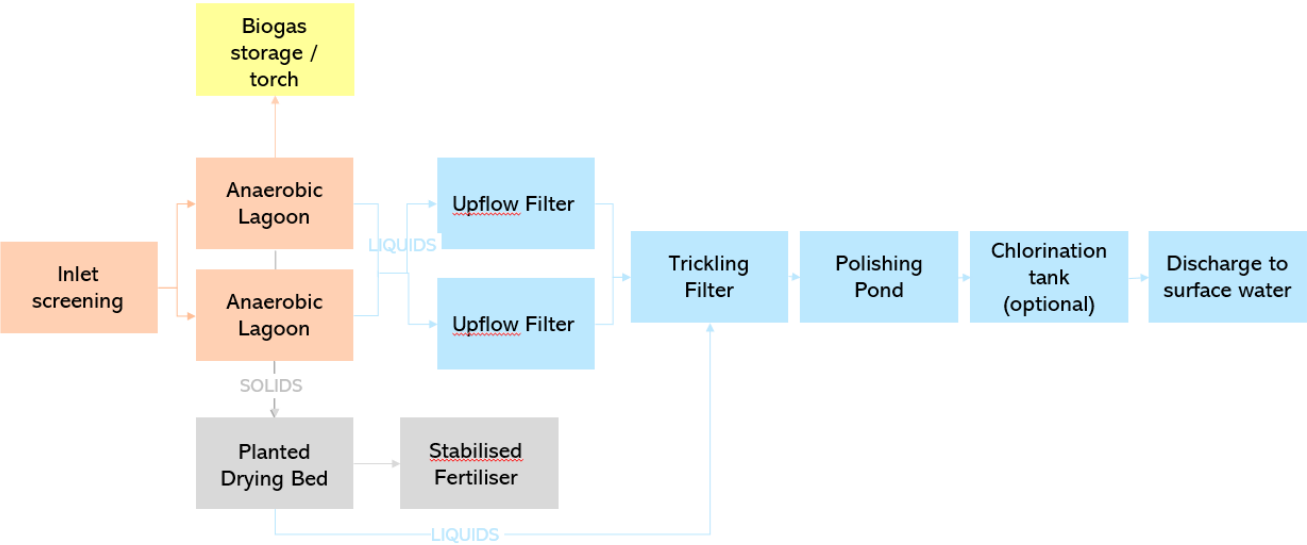 Biogas
storage /
torch
Anaerobic
Lagoon
Upflow Filter
LIQUIDS
Inlet
screening
Anaerobic
Lagoon
Upflow Filter
Trickling
Filter
Polishing
Pond
Chlorination
tank
(optional)
Discharge to
surface water
SOLIDS
Planted
Drying Bed
Stabilised
Fertiliser
LIQUIDS